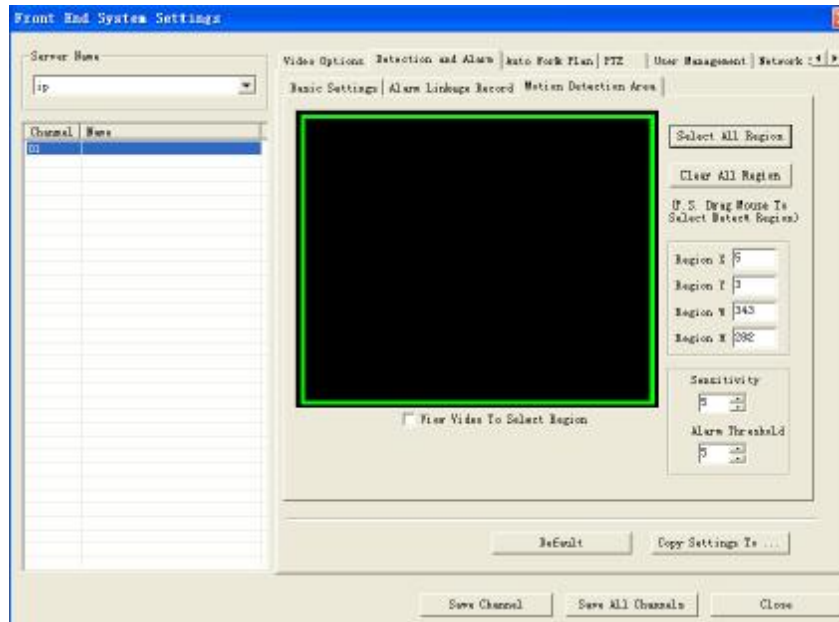 Front End System Settings
Server Name
ip
Channel Name
01
Video Options Detection and Alarm Auto Work Plan PTZ User Management Network
Basic Settings Alarm Linkage Record Motion Detection Area
Select All Region
Clear All Region
(P.S. Drag Mouse To
Select Detect Region)
Region X 5
Region Y 3
Region W 343
Region H 282
Sensitivity
5
Alarm Threshold
5
View Video To Select Region
Default Copy Settings To ...
Save Channel Save All Channels Close